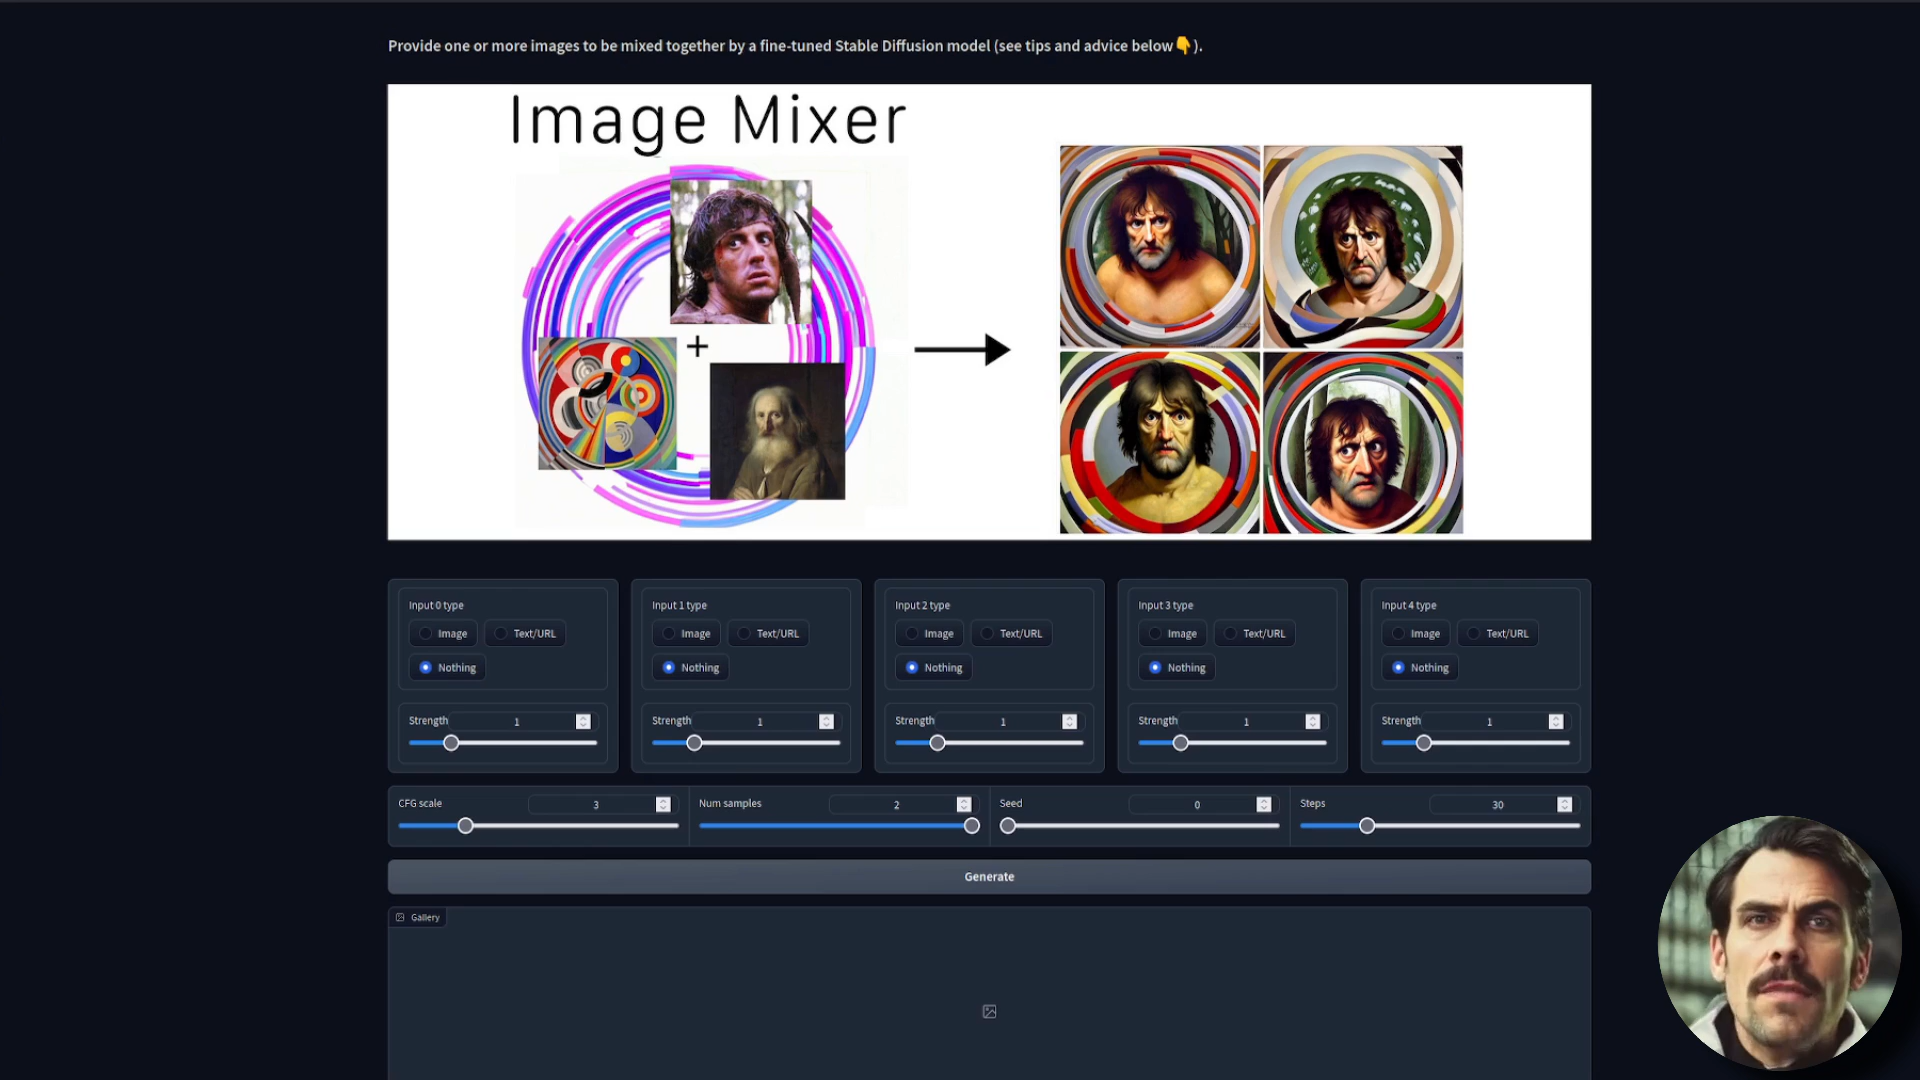 Provide one or more images to be mixed together by a fine-tuned Stable Diffusion model (see tips and advice below👇).
Image Mixer
+
Input 0 type
Image Text/URL
Nothing
Strength 1
Input 1 type
Image Text/URL
Nothing
Strength 1
Input 2 type
Image Text/URL
Nothing
Strength 1
Input 3 type
Image Text/URL
Nothing
Strength 1
Input 4 type
Image Text/URL
Nothing
Strength 1
CFG scale 3
Num samples 2
Seed 0
Steps 30
Generate
Gallery